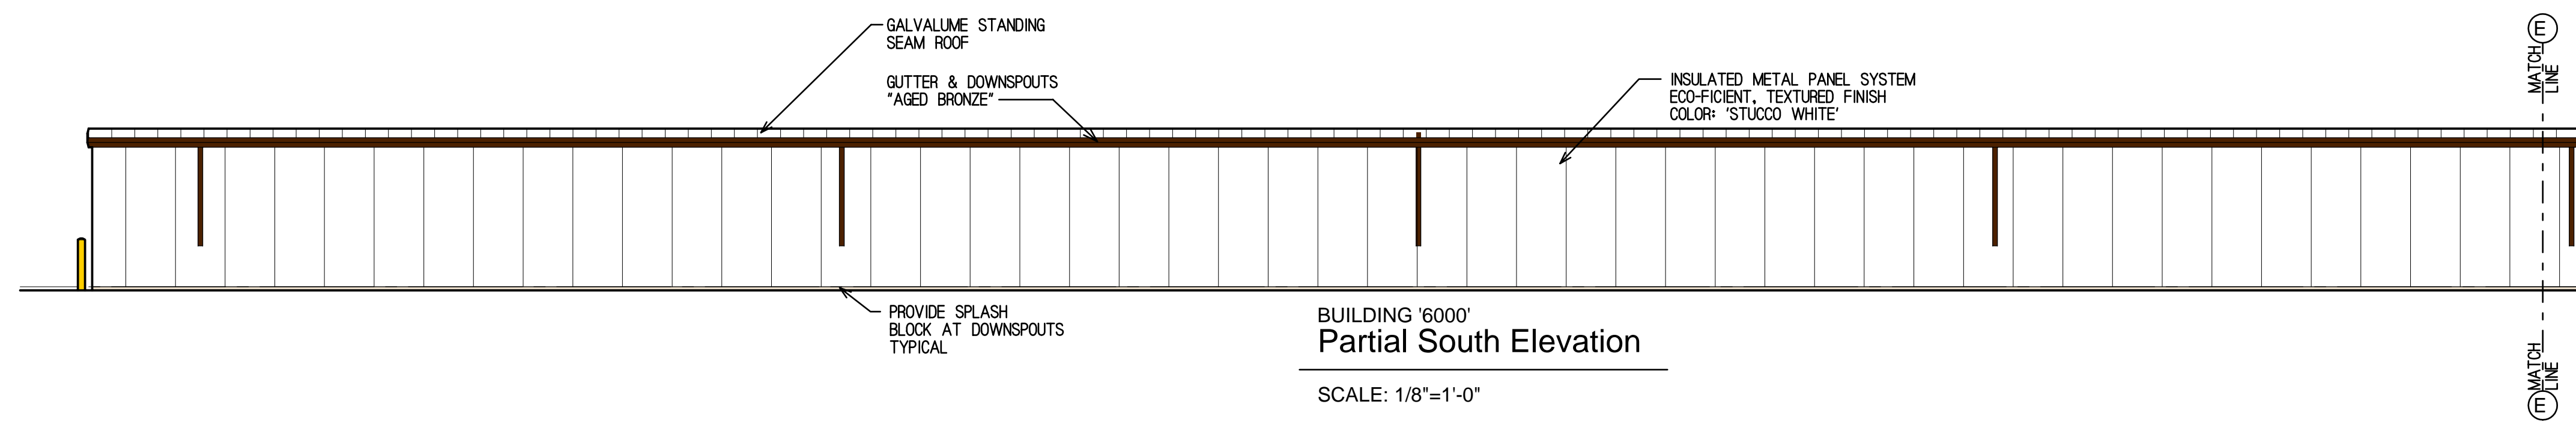 GALVALUME STANDING
SEAM ROOF
GUTTER & DOWNSPOUTS
"AGED BRONZE"
INSULATED METAL PANEL SYSTEM
ECO-FICIENT, TEXTURED FINISH
COLOR: 'STUCCO WHITE'
E
MATCH
LINE
PROVIDE SPLASH
BLOCK AT DOWNSPOUTS
TYPICAL
BUILDING '6000'
Partial South Elevation
SCALE: 1/8"=1'-0"
MATCH
LINE
E